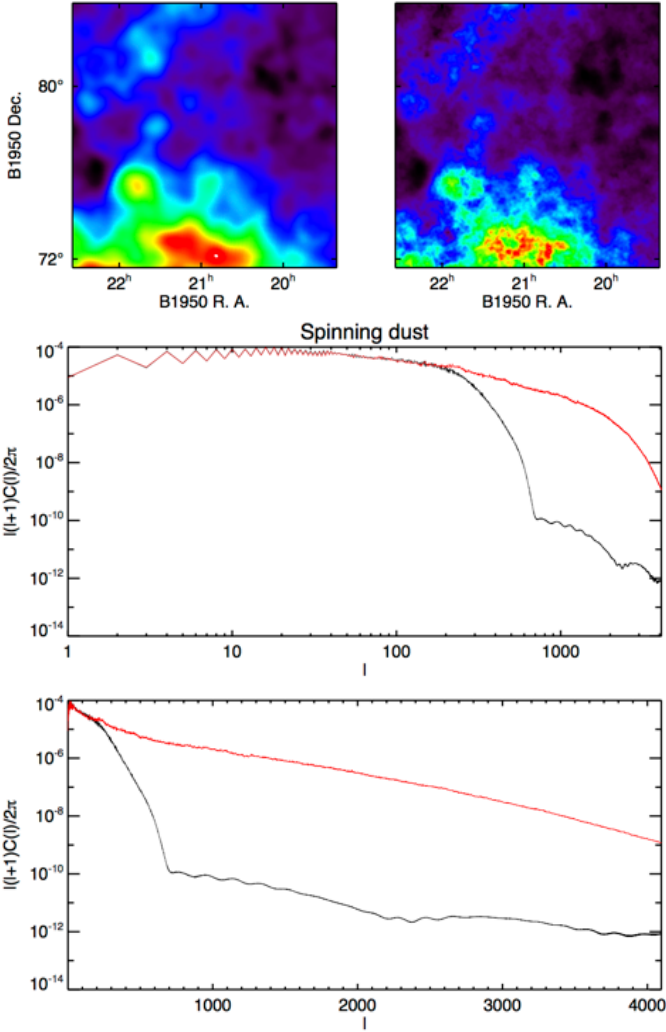 B1950 Dec.
80°
72°
22ʰ 21ʰ 20ʰ
B1950 R. A.
22ʰ 21ʰ 20ʰ
B1950 R. A.
Spinning dust
l(l+1)C(l)/2π
10⁻⁴
10⁻⁶
10⁻⁸
10⁻¹⁰
10⁻¹²
10⁻¹⁴
1 10 100 1000
l
l(l+1)C(l)/2π
10⁻⁴
10⁻⁶
10⁻⁸
10⁻¹⁰
10⁻¹²
10⁻¹⁴
1000 2000 3000 4000
l